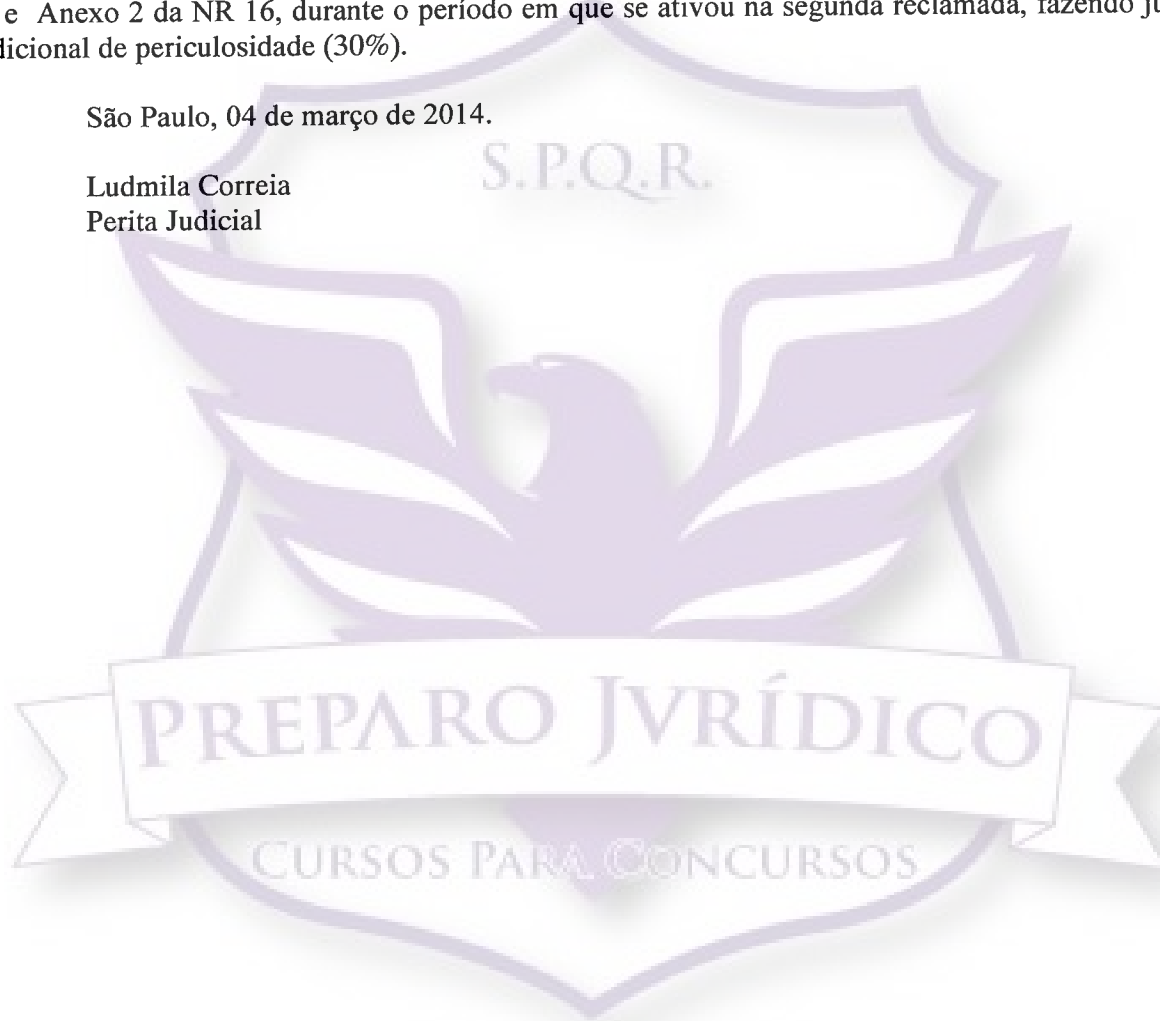 e Anexo 2 da NR 16, durante o período em que se ativou na segunda reclamada, fazendo
dicional de periculosidade (30%).
São Paulo, 04 de março de 2014.
S.P.Q.R.
Ludmila Correia
Perita Judicial
PREPARO JVRÍDICO
CURSOS PARA CONCURSOS